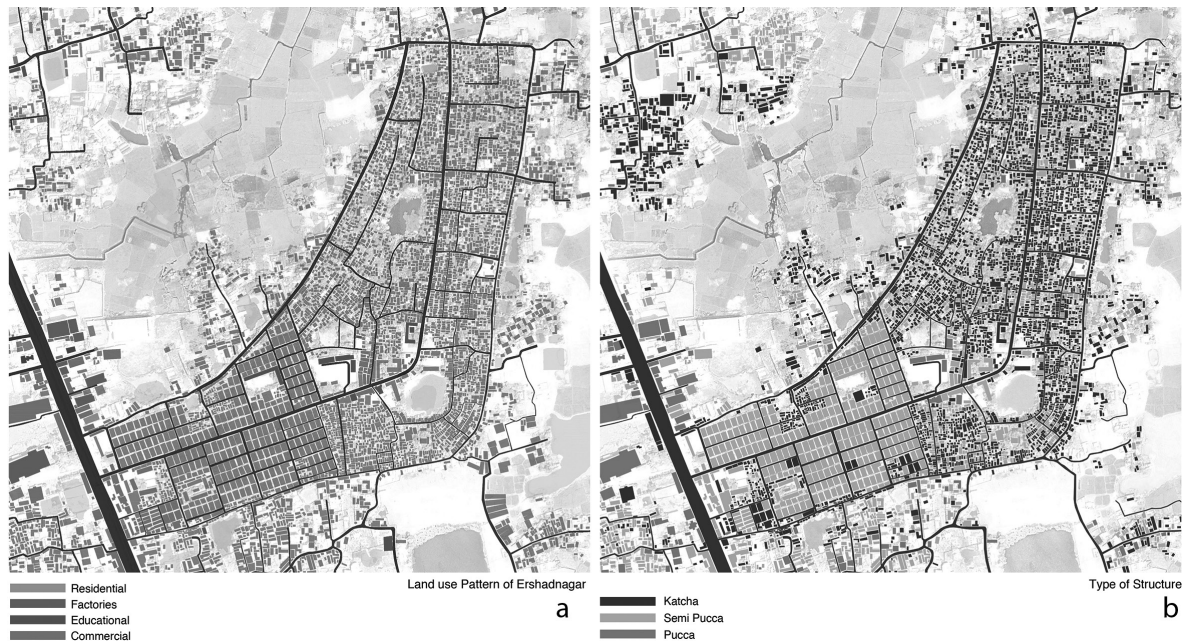 Residential
Factories
Educational
Commercial
Land use Pattern of Ershadnagar
a
Katcha
Semi Pucca
Pucca
Type of Structure
b